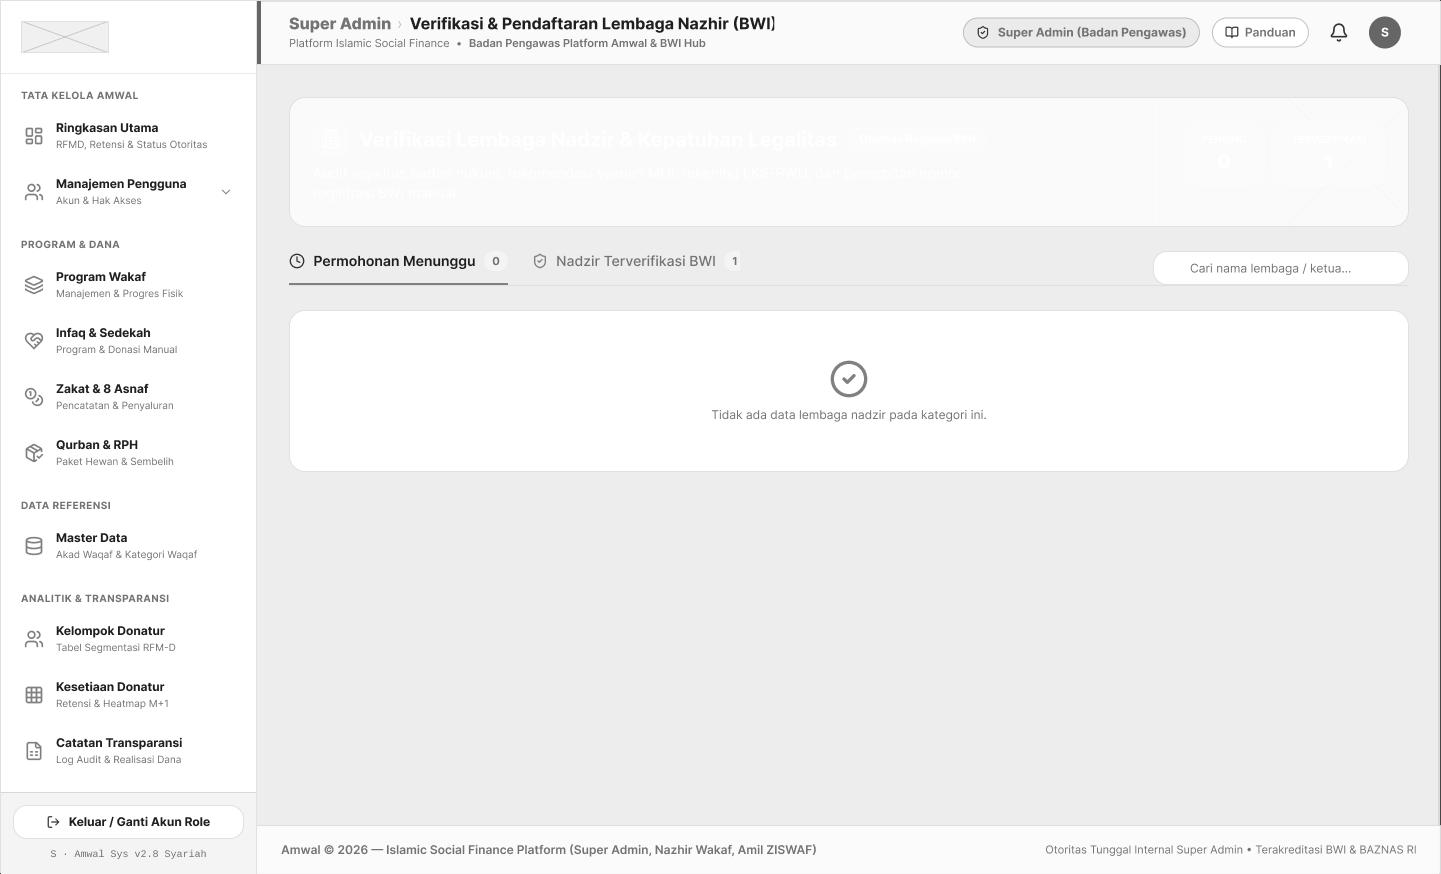 Super Admin › Verifikasi & Pendaftaran Lembaga Nazhir (BWI)
Platform Islamic Social Finance • Badan Pengawas Platform Amwal & BWI Hub
Super Admin (Badan Pengawas)
Panduan
S
TATA KELOLA AMWAL
Ringkasan Utama
RFMD, Retensi & Status Otoritas
Manajemen Pengguna
Akun & Hak Akses
PROGRAM & DANA
Program Wakaf
Manajemen & Progres Fisik
Infaq & Sedekah
Program & Donasi Manual
Zakat & 8 Asnaf
Pencatatan & Penyaluran
Qurban & RPH
Paket Hewan & Sembelih
DATA REFERENSI
Master Data
Akad Waqaf & Kategori Waqaf
ANALITIK & TRANSPARANSI
Kelompok Donatur
Tabel Segmentasi RFM-D
Kesetiaan Donatur
Retensi & Heatmap M+1
Catatan Transparansi
Log Audit & Realisasi Dana
Keluar / Ganti Akun Role
S · Amwal Sys v2.8 Syariah
Verifikasi Lembaga Nadzir & Kepatuhan Legalitas
0
1
Permohonan Menunggu 0
Nadzir Terverifikasi BWI 1
Cari nama lembaga / ketua...
Tidak ada data lembaga nadzir pada kategori ini.
Amwal © 2026 — Islamic Social Finance Platform (Super Admin, Nazhir Wakaf, Amil ZISWAF)
Otoritas Tunggal Internal Super Admin • Terakreditasi BWI & BAZNAS RI